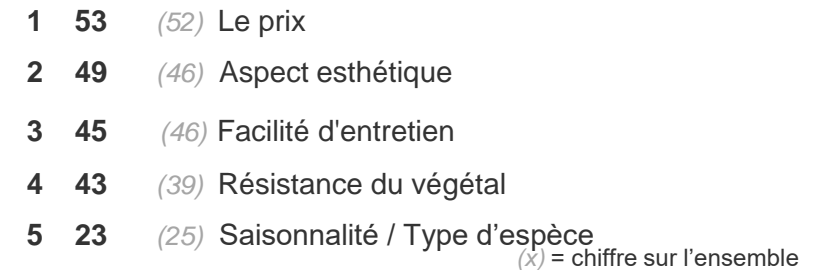 1 53 (52) Le prix
2 49 (46) Aspect esthétique
3 45 (46) Facilité d'entretien
4 43 (39) Résistance du végétal
5 23 (25) Saisonnalité / Type d’espèce
(x) = chiffre sur l’ensemble